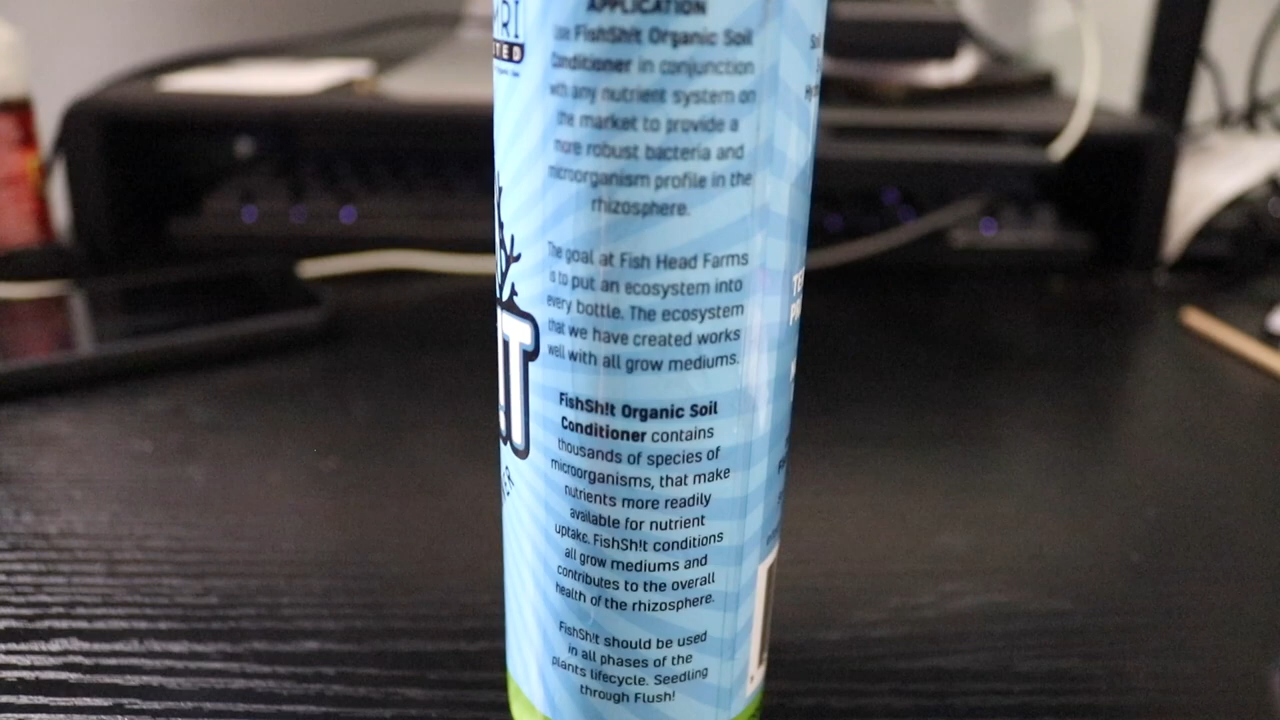 APPLICATION
FishSh!t Organic Soil
Conditioner in conjunction
with any nutrient system on
the market to provide a
more robust bacteria and
microorganism profile in the
rhizosphere.
The goal at Fish Head Farms
is to put an ecosystem into
every bottle. The ecosystem
that we have created works
well with all grow mediums.
FishSh!t Organic Soil
Conditioner contains
thousands of species of
microorganisms, that make
nutrients more readily
available for nutrient
uptake. FishSh!t conditions
all grow mediums and
contributes to the overall
health of the rhizosphere.
FishSh!t should be used
in all phases of the
plants lifecycle. Seedling
through Flush!